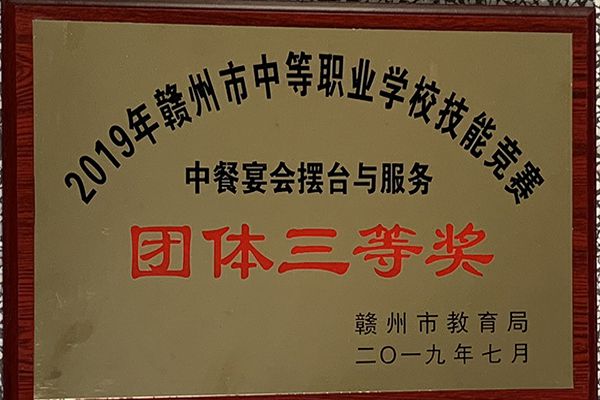 2019年赣州市中等职业学校技能竞赛
中餐宴会摆台与服务
团体三等奖
赣州市教育局
二〇一九年七月